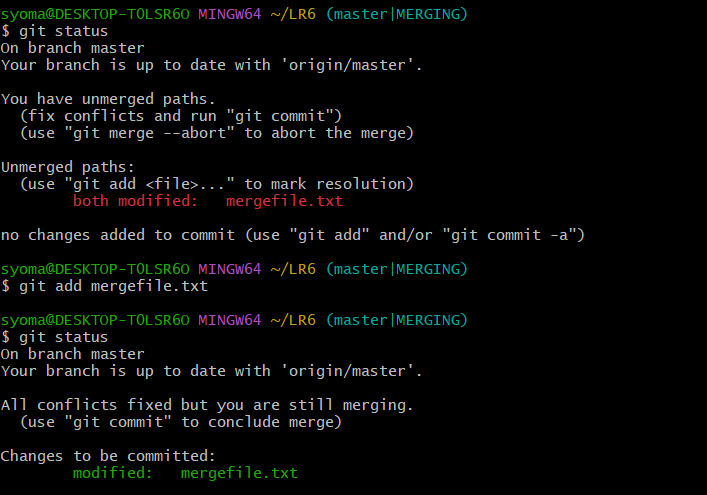 syoma@DESKTOP-T0LSR6O MINGW64 ~/LR6 (master|MERGING)
$ git status
On branch master
Your branch is up to date with 'origin/master'.

You have unmerged paths.
  (fix conflicts and run "git commit")
  (use "git merge --abort" to abort the merge)

Unmerged paths:
  (use "git add <file>..." to mark resolution)
        both modified:   mergefile.txt

no changes added to commit (use "git add" and/or "git commit -a")

syoma@DESKTOP-T0LSR6O MINGW64 ~/LR6 (master|MERGING)
$ git add mergefile.txt

syoma@DESKTOP-T0LSR6O MINGW64 ~/LR6 (master|MERGING)
$ git status
On branch master
Your branch is up to date with 'origin/master'.

All conflicts fixed but you are still merging.
  (use "git commit" to conclude merge)

Changes to be committed:
        modified:   mergefile.txt